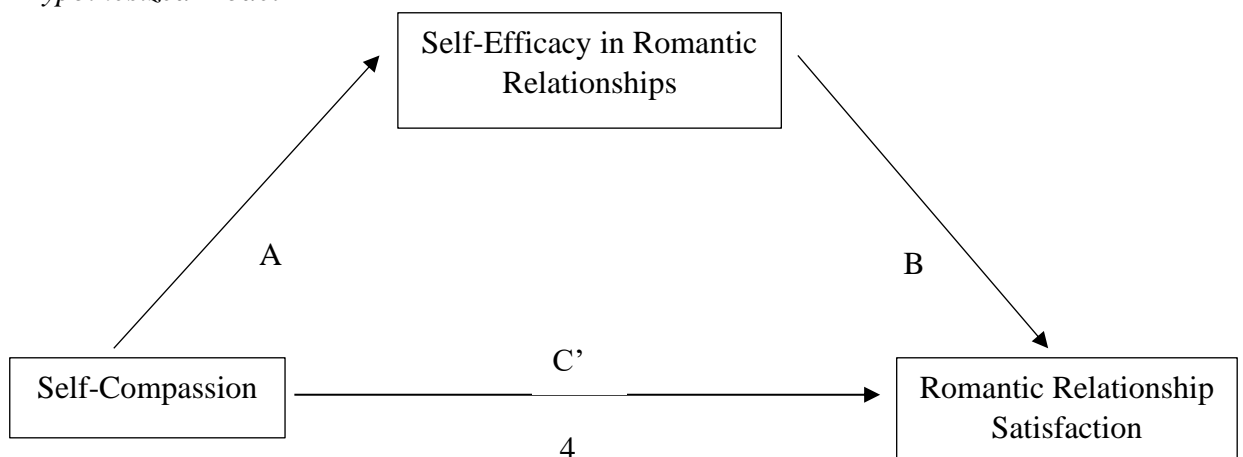 Self-Efficacy in Romantic
Relationships
A
B
C’
Self-Compassion
Romantic Relationship
Satisfaction
4